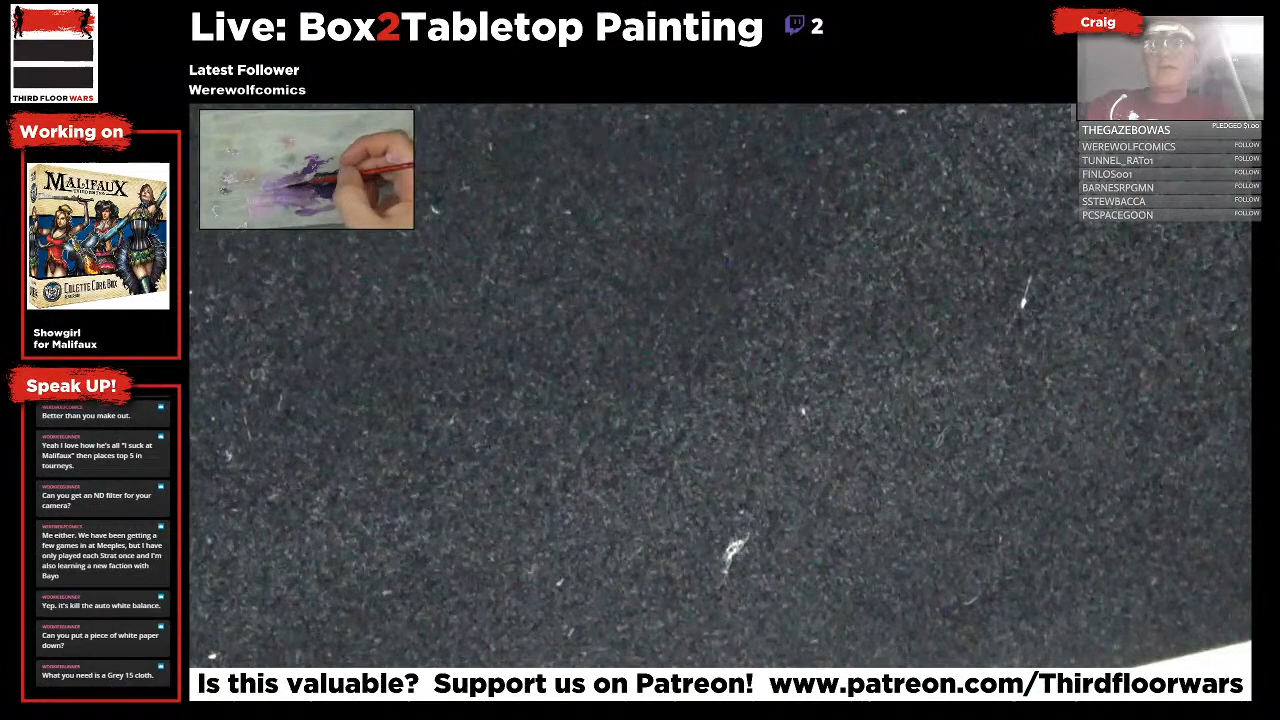 Live: Box2Tabletop Painting 2
Latest Follower
Werewolfcomics
THIRD FLOOR WARS
Working on
MALIFAUX
COLETTE CORE BOX
Showgirl
for Malifaux
Speak UP!
WEREWOLFCOMICS
Better than you make out.
Yeah I love how he's all "I suck at
Malifaux" then places top 5 in
tourneys.
Can you get an ND filter for your
camera?
WEREWOLFCOMICS
Me either. We have been getting a
few games in at Meeples, but I have
only played each Strat once and I'm
also learning a new faction with
Bayo
Yep. it's kill the auto white balance.
Can you put a piece of white paper
down?
What you need is a Grey 15 cloth.
Craig
THEGAZEBOWAS PLEDGED $1.00
WEREWOLFCOMICS FOLLOW
TUNNEL_RAT01 FOLLOW
FINLOS001 FOLLOW
BARNESRPGMN FOLLOW
SSTEWBACCA FOLLOW
PCSPACEGOON FOLLOW
Is this valuable? Support us on Patreon! www.patreon.com/Thirdfloorwars